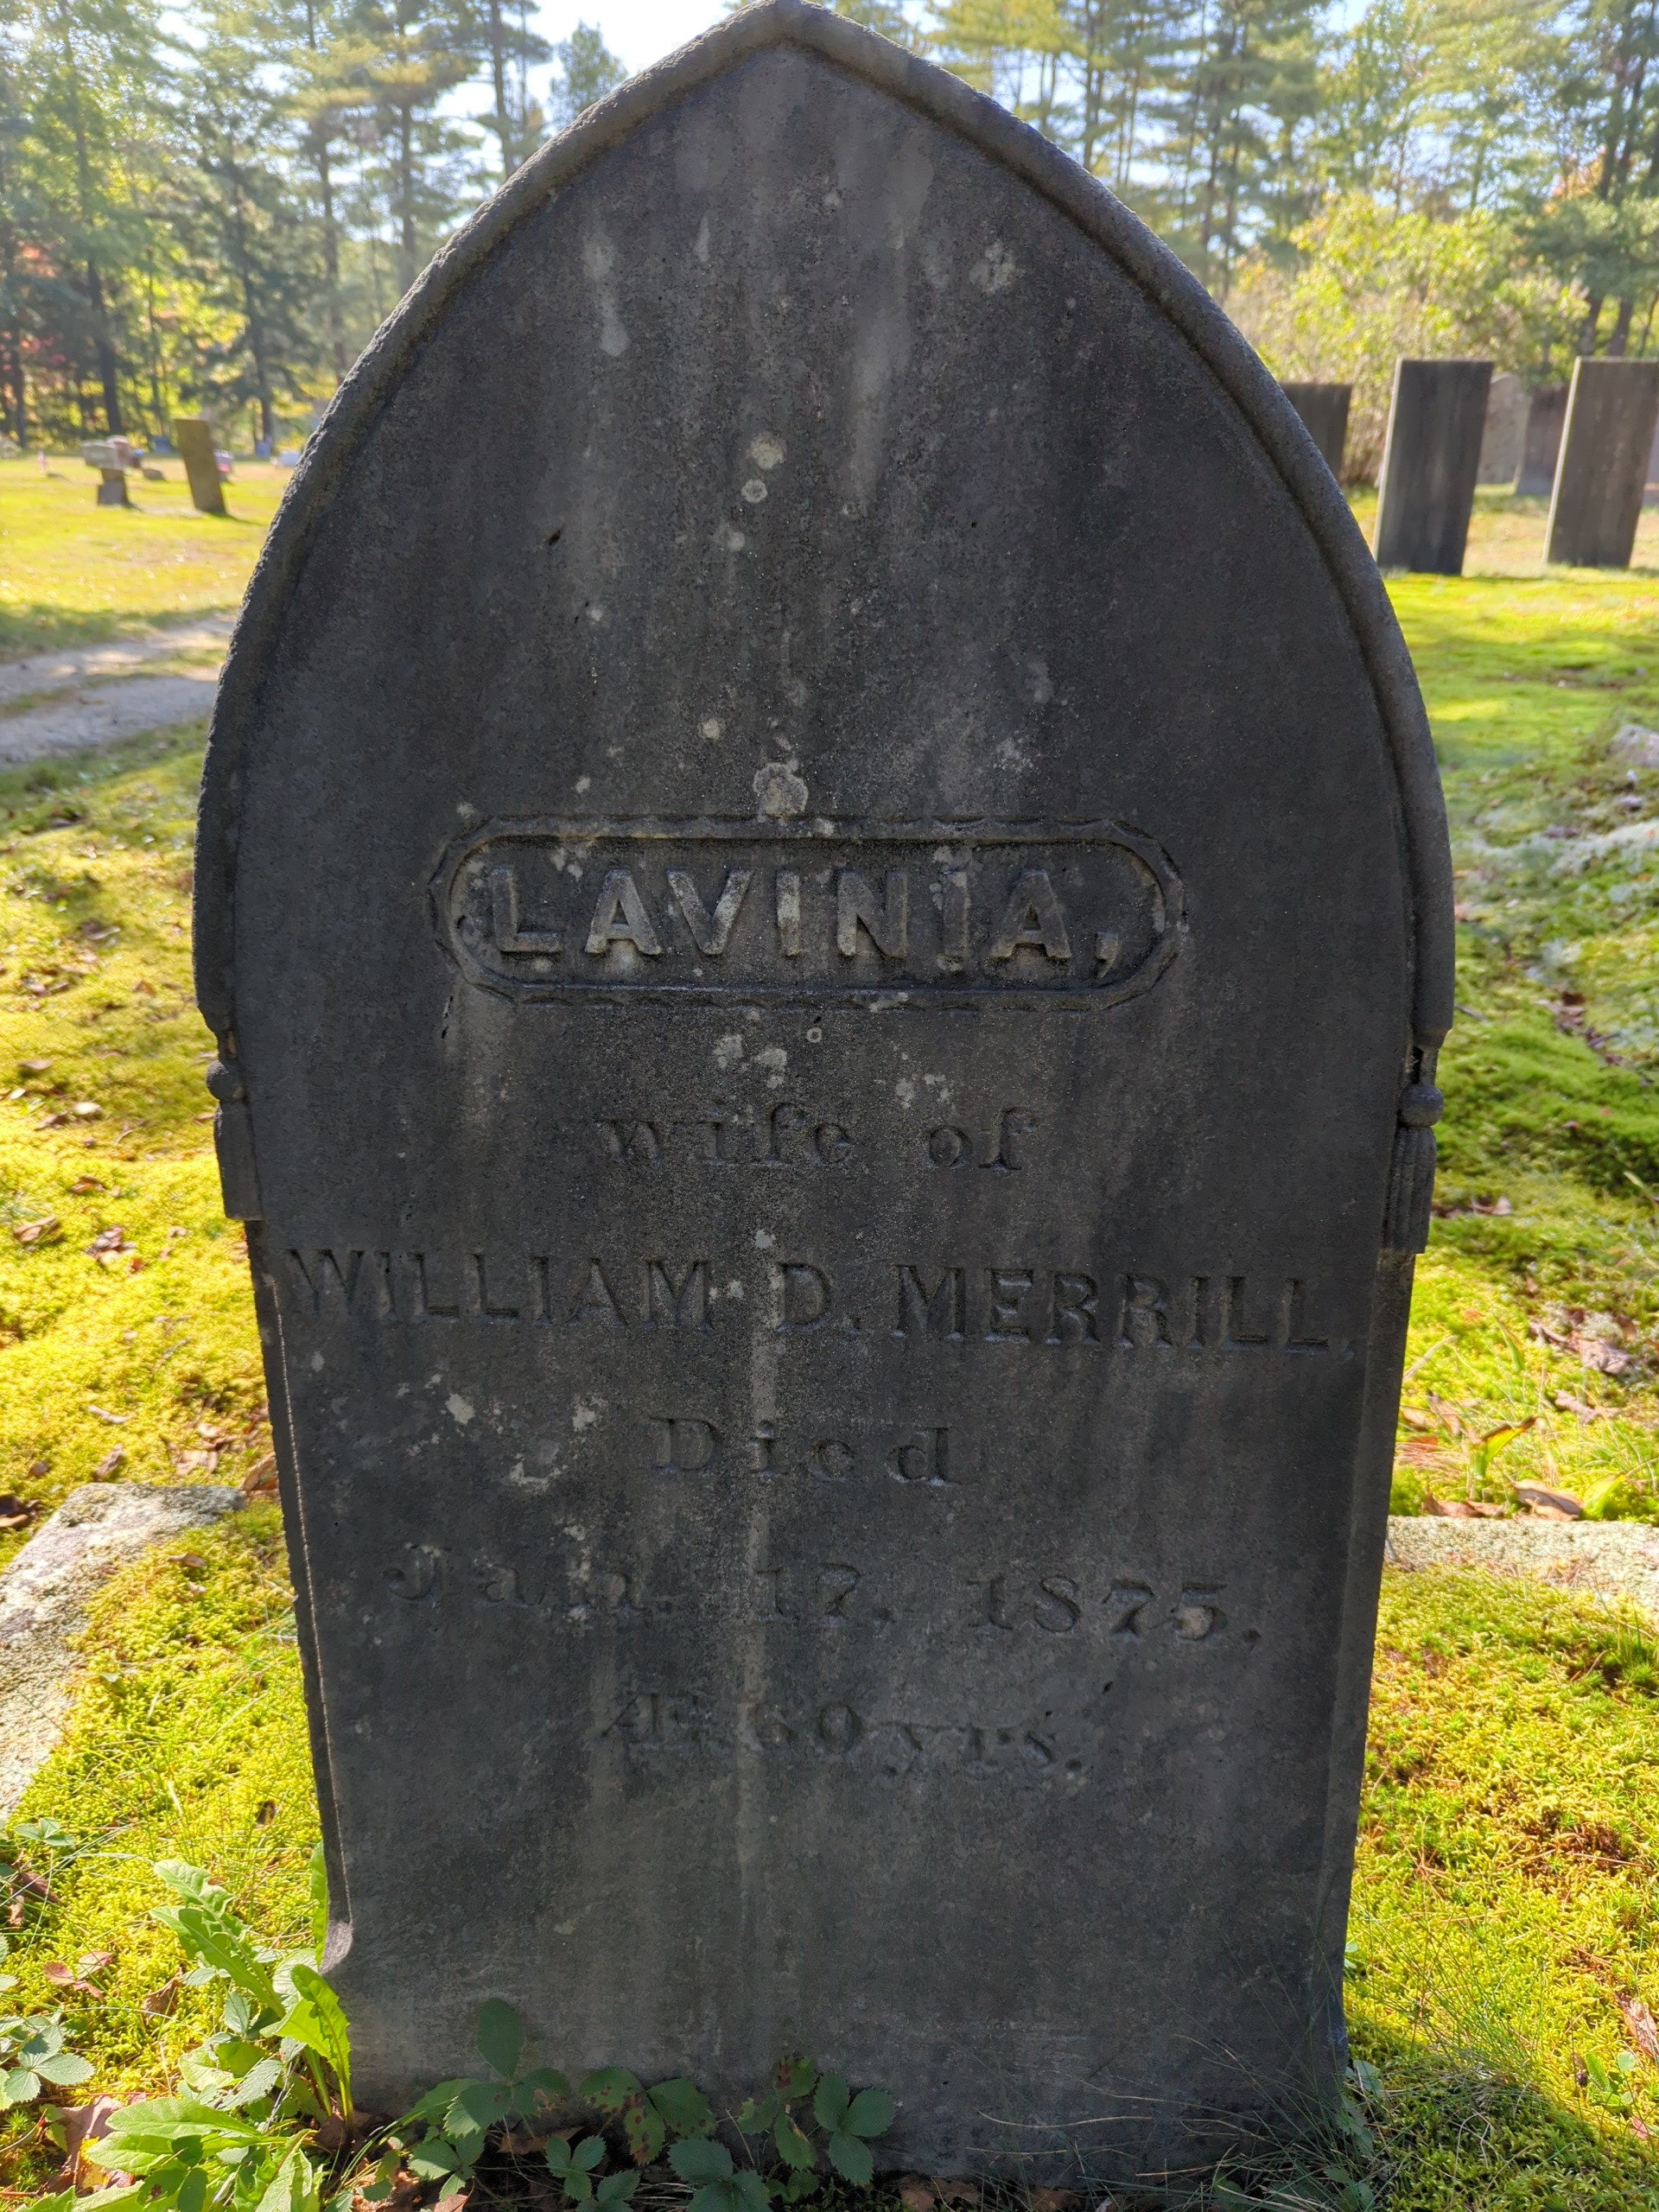 LAVINIA,
wife of
WILLIAM D. MERRILL,
Died
Jan. 17, 1875,
Æ. 60 yrs.